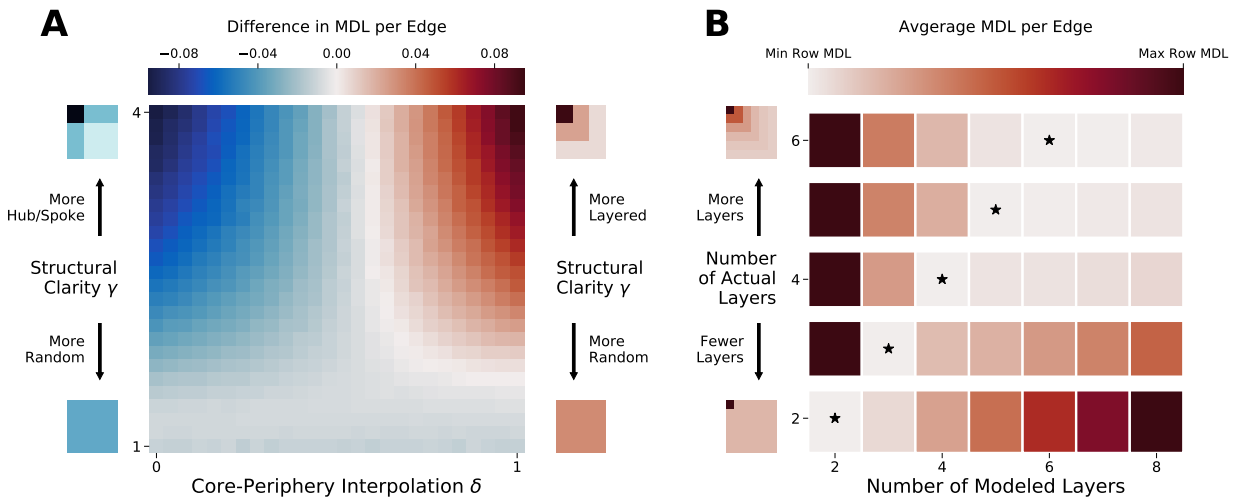 A
Difference in MDL per Edge
−0.08 −0.04 0.00 0.04 0.08
4
1
More
Hub/Spoke
Structural
Clarity γ
More
Random
0 1
Core-Periphery Interpolation δ
More
Layered
Structural
Clarity γ
More
Random
B
Avgerage MDL per Edge
Min Row MDL
Max Row MDL
More
Layers
Number
of Actual
Layers
Fewer
Layers
6
4
2
2 4 6 8
Number of Modeled Layers